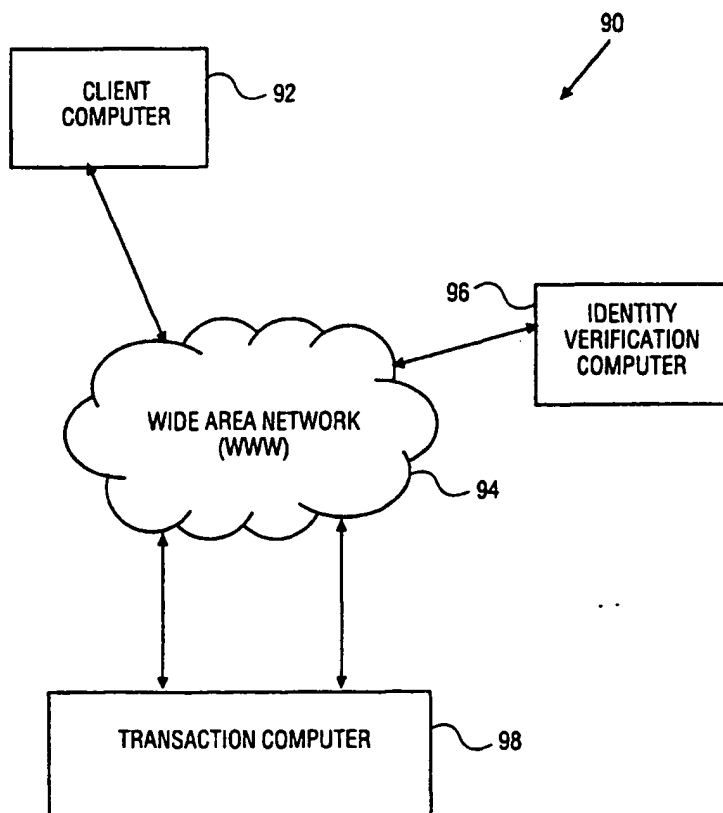 90
CLIENT
COMPUTER
92
96
IDENTITY
VERIFICATION
COMPUTER
WIDE AREA NETWORK
(WWW)
94
TRANSACTION COMPUTER
98